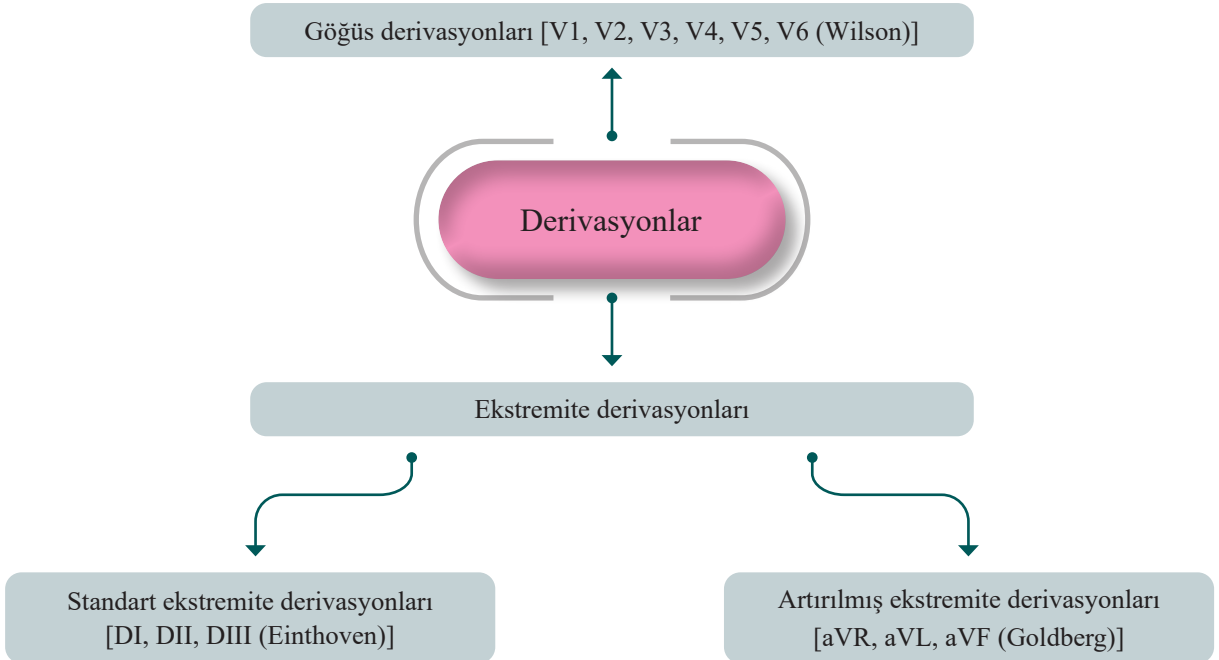 Göğüs derivasyonları [V1, V2, V3, V4, V5, V6 (Wilson)]
Derivasyonlar
Ekstremite derivasyonları
Standart ekstremite derivasyonları
[DI, DII, DIII (Einthoven)]
Artırılmış ekstremite derivasyonları
[aVR, aVL, aVF (Goldberg)]